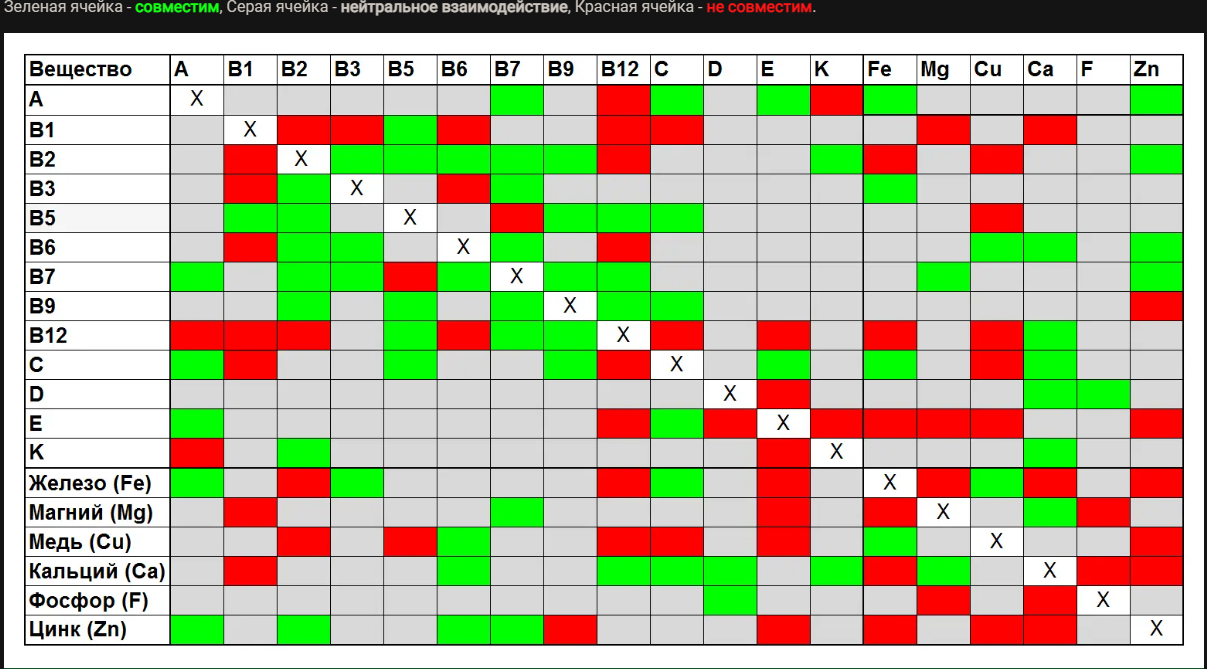 Зеленая ячейка - совместим, Серая ячейка - нейтральное взаимодействие, Красная ячейка - не совместим.
Вещество A B1 B2 B3 B5 B6 B7 B9 B12 C D E K Fe Mg Cu Ca F Zn
A X
B1 X
B2 X
B3 X
B5 X
B6 X
B7 X
B9 X
B12 X
C X
D X
E X
K X
Железо (Fe) X
Магний (Mg) X
Медь (Cu) X
Кальций (Ca) X
Фосфор (F) X
Цинк (Zn) X